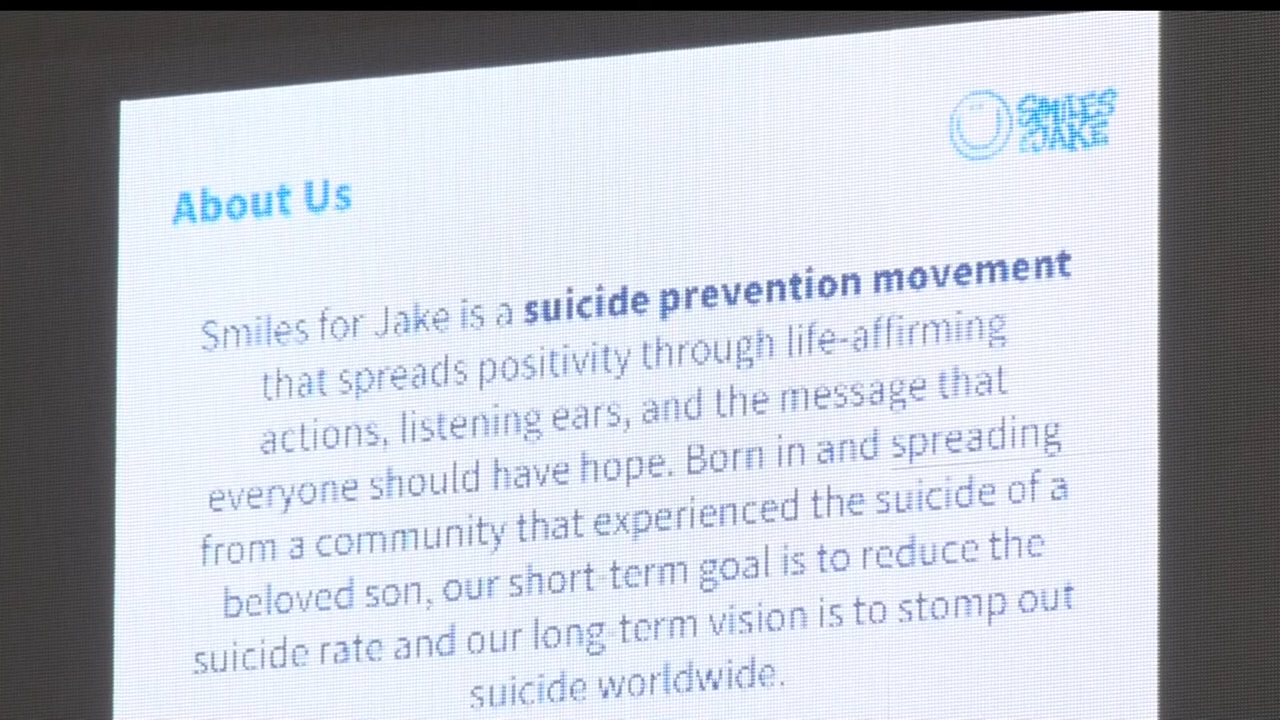 SMILES
JAKE
About Us
Smiles for Jake is a suicide prevention movement
that spreads positivity through life-affirming
actions, listening ears, and the message that
everyone should have hope. Born in and spreading
from a community that experienced the suicide of a
beloved son, our short-term goal is to reduce the
suicide rate and our long-term vision is to stomp out
suicide worldwide.